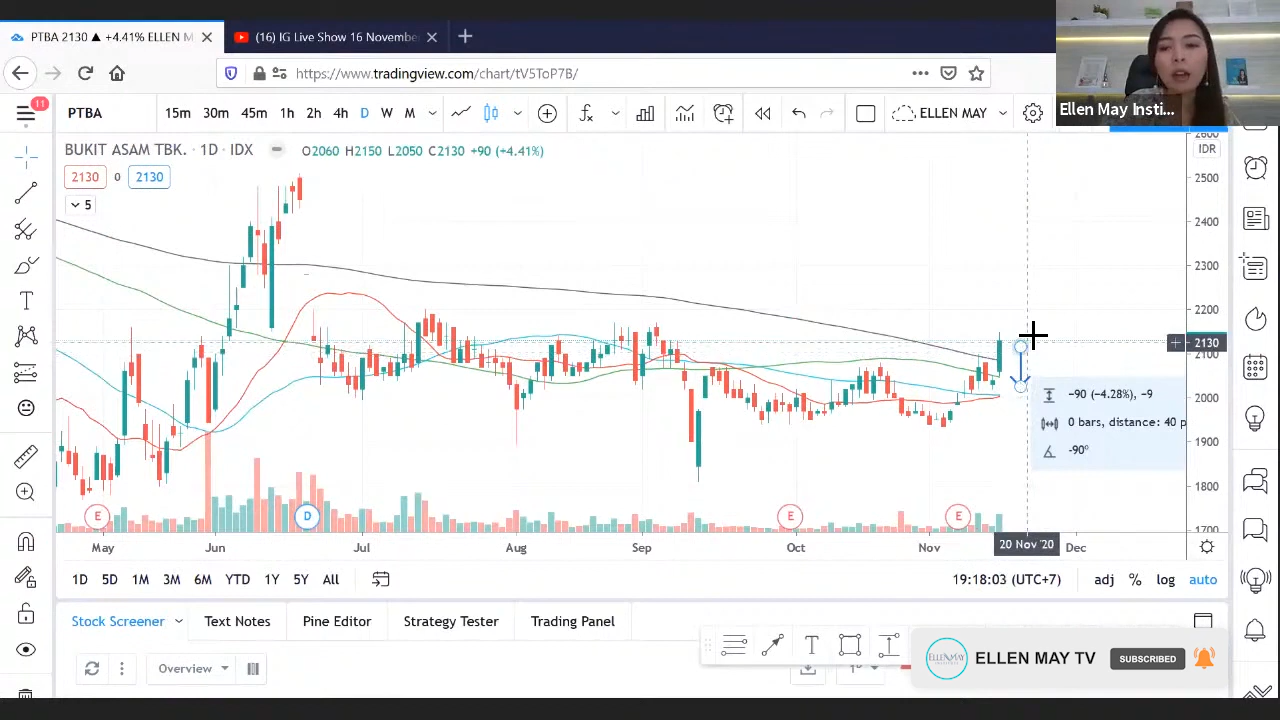 PTBA 2130 ▲ +4.41% ELLEN M
(16) IG Live Show 16 Novembe
https://www.tradingview.com/chart/tV5ToP7B/
Ellen May Insti...
11
PTBA
15m 30m 45m 1h 2h 4h D W M
ELLEN MAY
BUKIT ASAM TBK. · 1D · IDX
O2060 H2150 L2050 C2130 +90 (+4.41%)
2130 0 2130
5
2600
IDR
2500
2400
2300
2200
2130
2100
2000
1900
1800
1700
−90 (−4.28%), −9
0 bars, distance: 40 p
-90°
E D E E
May Jun Jul Aug Sep Oct Nov 20 Nov '20 Dec
1D 5D 1M 3M 6M YTD 1Y 5Y All
19:18:03 (UTC+7) adj % log auto
Stock Screener Text Notes Pine Editor Strategy Tester Trading Panel
Overview
T
ELLENMAY
INSTITUTE
ELLEN MAY TV
SUBSCRIBED